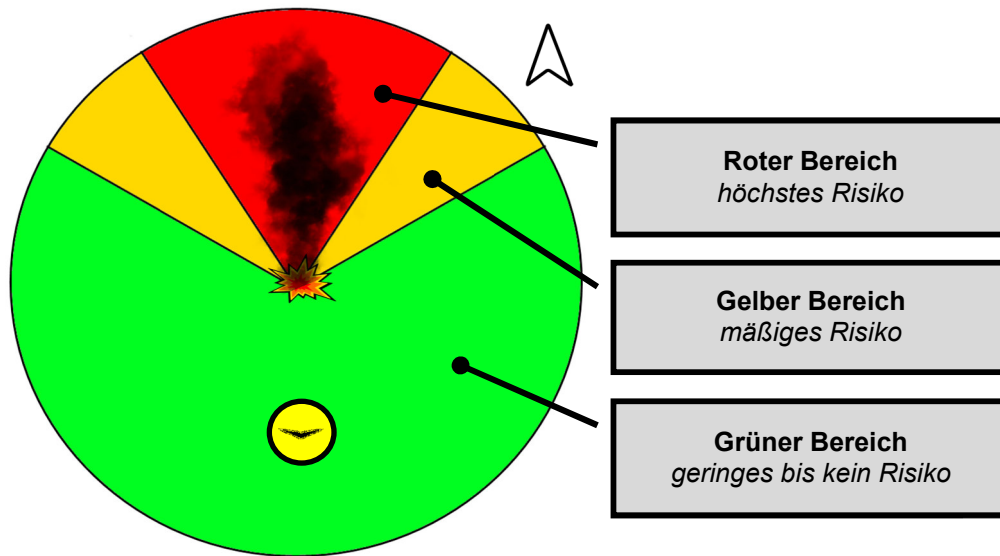 Roter Bereich
höchstes Risiko
Gelber Bereich
mäßiges Risiko
Grüner Bereich
geringes bis kein Risiko